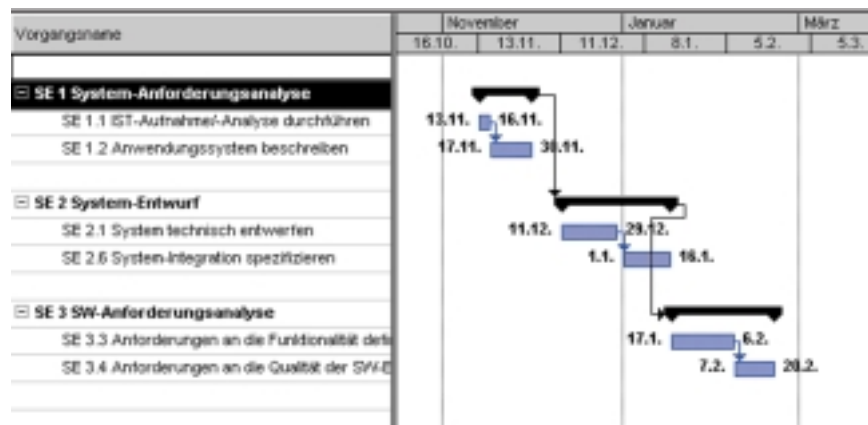 Vorgangsname
November Januar März
16.10. 13.11. 11.12. 8.1. 5.2. 5.3.
SE 1 System-Anforderungsanalyse
SE 1.1 IST-Aufnahme/-Analyse durchführen 13.11. 16.11.
SE 1.2 Anwendungssystem beschreiben 17.11. 30.11.
SE 2 System-Entwurf
SE 2.1 System technisch entwerfen 11.12. 29.12.
SE 2.6 System-Integration spezifizieren 1.1. 16.1.
SE 3 SW-Anforderungsanalyse
SE 3.3 Anforderungen an die Funktionalität defi 17.1. 6.2.
SE 3.4 Anforderungen an die Qualität der SW-E 7.2. 20.2.